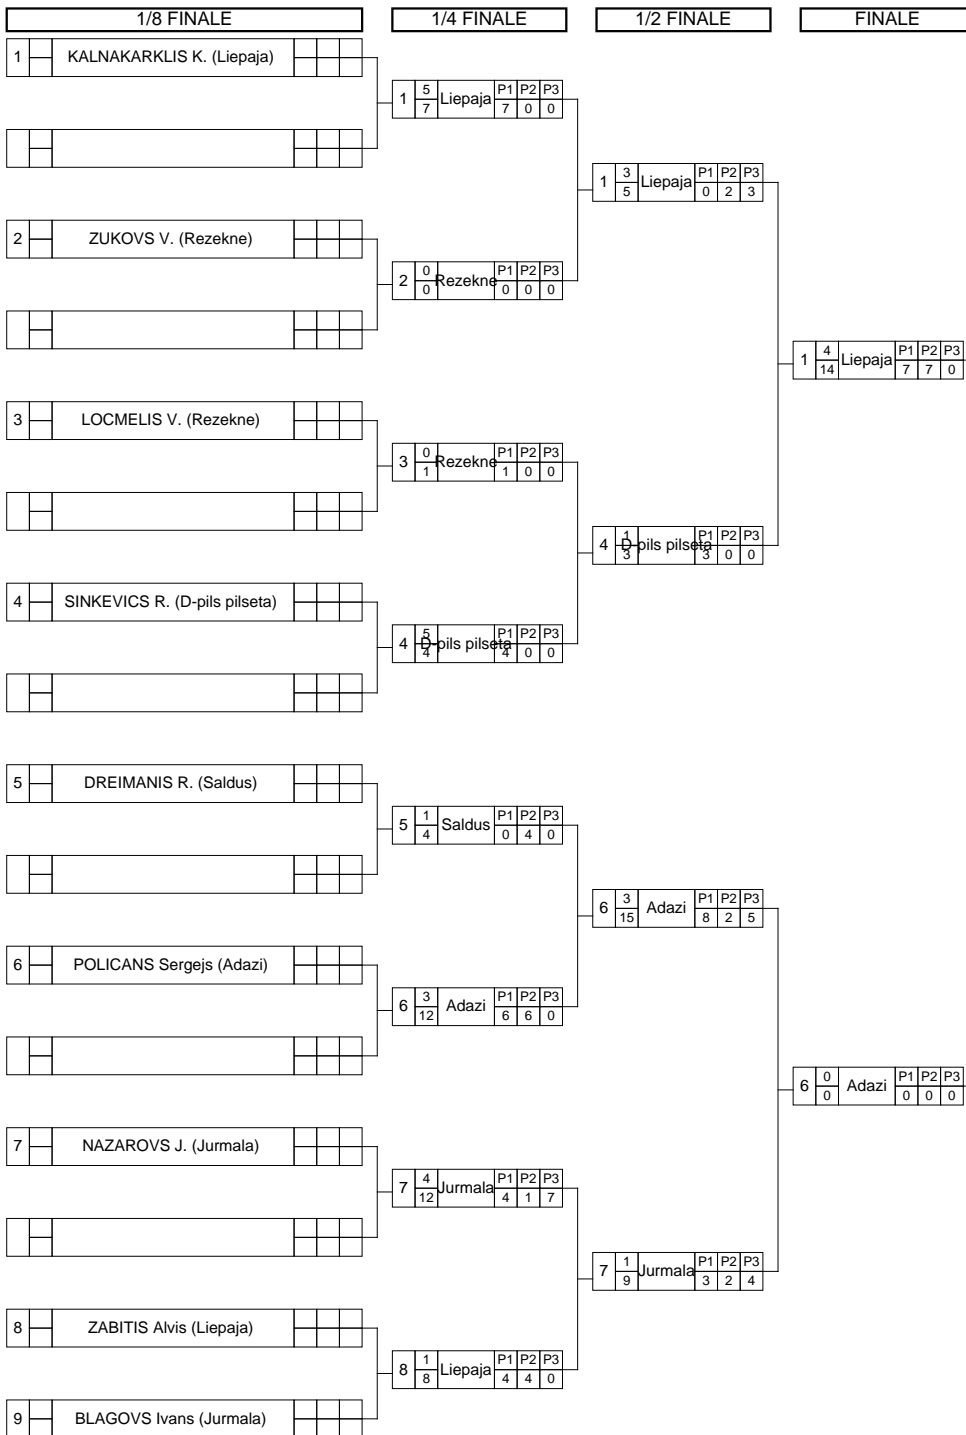 1/8 FINALE 1/4 FINALE 1/2 FINALE FINALE
1 KALNAKARKLIS K. (Liepaja)
1 5 7 Liepaja P1 P2 P3 7 0 0
1 3 5 Liepaja P1 P2 P3 0 2 3
2 ZUKOVS V. (Rezekne)
2 0 0 Rezekne P1 P2 P3 0 0 0
1 4 14 Liepaja P1 P2 P3 7 7 0
3 LOCMELIS V. (Rezekne)
3 0 1 Rezekne P1 P2 P3 1 0 0
4 1 3 D-pils pilseta P1 P2 P3 3 0 0
4 SINKEVICS R. (D-pils pilseta)
4 5 4 D-pils pilseta P1 P2 P3 4 0 0
5 DREIMANIS R. (Saldus)
5 1 4 Saldus P1 P2 P3 0 4 0
6 3 15 Adazi P1 P2 P3 8 2 5
6 POLICANS Sergejs (Adazi)
6 3 12 Adazi P1 P2 P3 6 6 0
6 0 0 Adazi P1 P2 P3 0 0 0
7 NAZAROVS J. (Jurmala)
7 4 12 Jurmala P1 P2 P3 4 1 7
7 1 9 Jurmala P1 P2 P3 3 2 4
8 ZABITIS Alvis (Liepaja)
8 1 8 Liepaja P1 P2 P3 4 4 0
9 BLAGOVS Ivans (Jurmala)